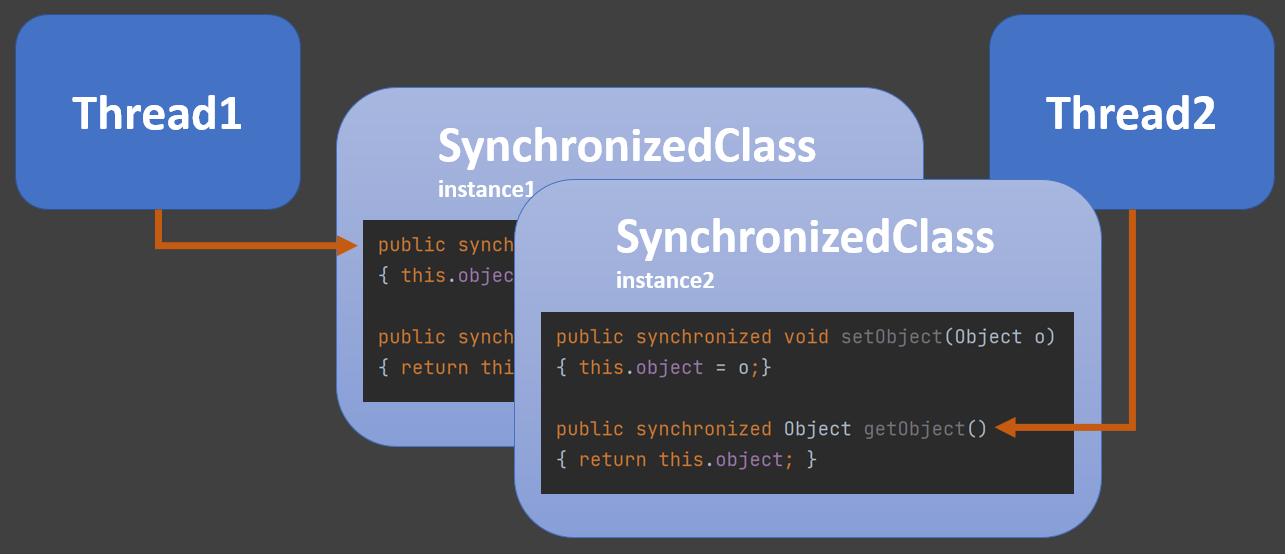 Thread1
Thread2
SynchronizedClass
instance1
public synch
{ this.objec
public synch
{ return thi
SynchronizedClass
instance2
public synchronized void setObject(Object o)
{ this.object = o;}
public synchronized Object getObject()
{ return this.object; }